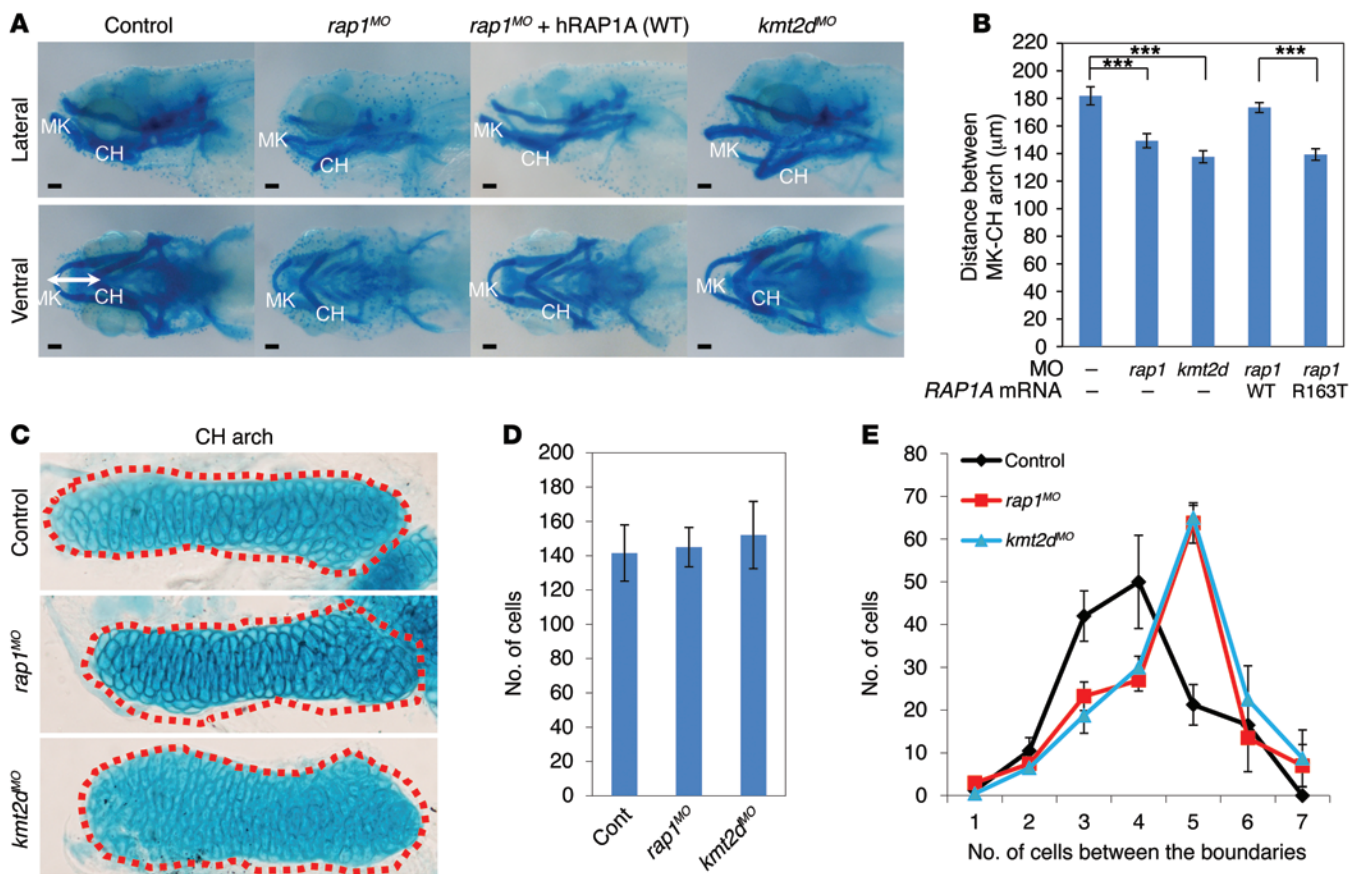 A
Control
rap1MO
rap1MO + hRAP1A (WT)
kmt2dMO
Lateral
MK
CH
MK
CH
MK
CH
MK
CH
Ventral
MK
CH
MK
CH
MK
CH
MK
CH
B
Distance between
MK-CH arch (μm)
220
200
180
160
140
120
100
80
60
40
20
0
***
***
***
MO – rap1 kmt2d rap1 rap1
RAP1A mRNA – – – WT R163T
C
CH arch
Control
rap1MO
kmt2dMO
D
No. of cells
200
180
160
140
120
100
80
60
40
20
0
Cont
rap1MO
kmt2dMO
E
No. of cells
80
70
60
50
40
30
20
10
0
Control
rap1MO
kmt2dMO
1 2 3 4 5 6 7
No. of cells between the boundaries